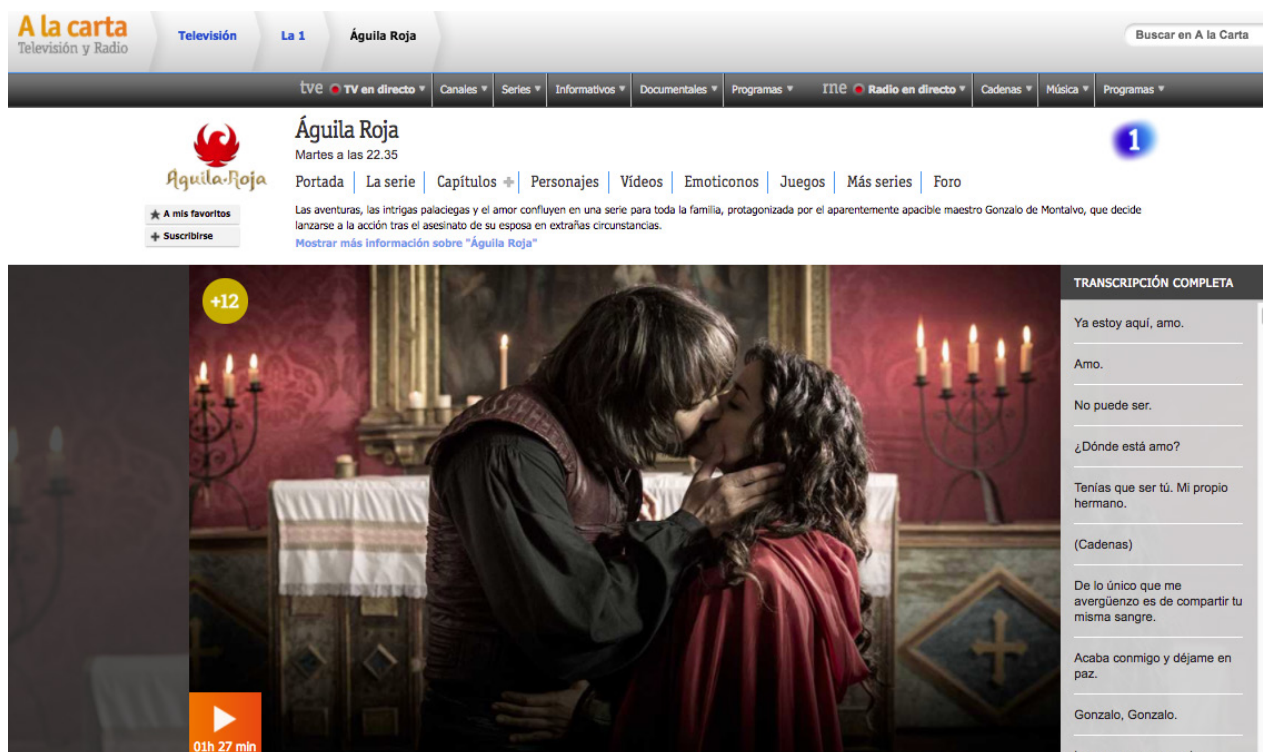 A la carta
Televisión y Radio
Televisión
La 1
Águila Roja
Buscar en A la Carta
tve TV en directo
Canales
Series
Informativos
Documentales
Programas
rne Radio en directo
Cadenas
Música
Programas
Águila Roja
Martes a las 22.35
1
Águila·Roja
Portada
La serie
Capítulos
Personajes
Vídeos
Emoticonos
Juegos
Más series
Foro
A mis favoritos
Suscribirse
Las aventuras, las intrigas palaciegas y el amor confluyen en una serie para toda la familia, protagonizada por el aparentemente apacible maestro Gonzalo de Montalvo, que decide
lanzarse a la acción tras el asesinato de su esposa en extrañas circunstancias.
Mostrar más información sobre "Águila Roja"
+12
01h 27 min
TRANSCRIPCIÓN COMPLETA
Ya estoy aquí, amo.
Amo.
No puede ser.
¿Dónde está amo?
Tenías que ser tú. Mi propio
hermano.
(Cadenas)
De lo único que me
avergüenzo es de compartir tu
misma sangre.
Acaba conmigo y déjame en
paz.
Gonzalo, Gonzalo.